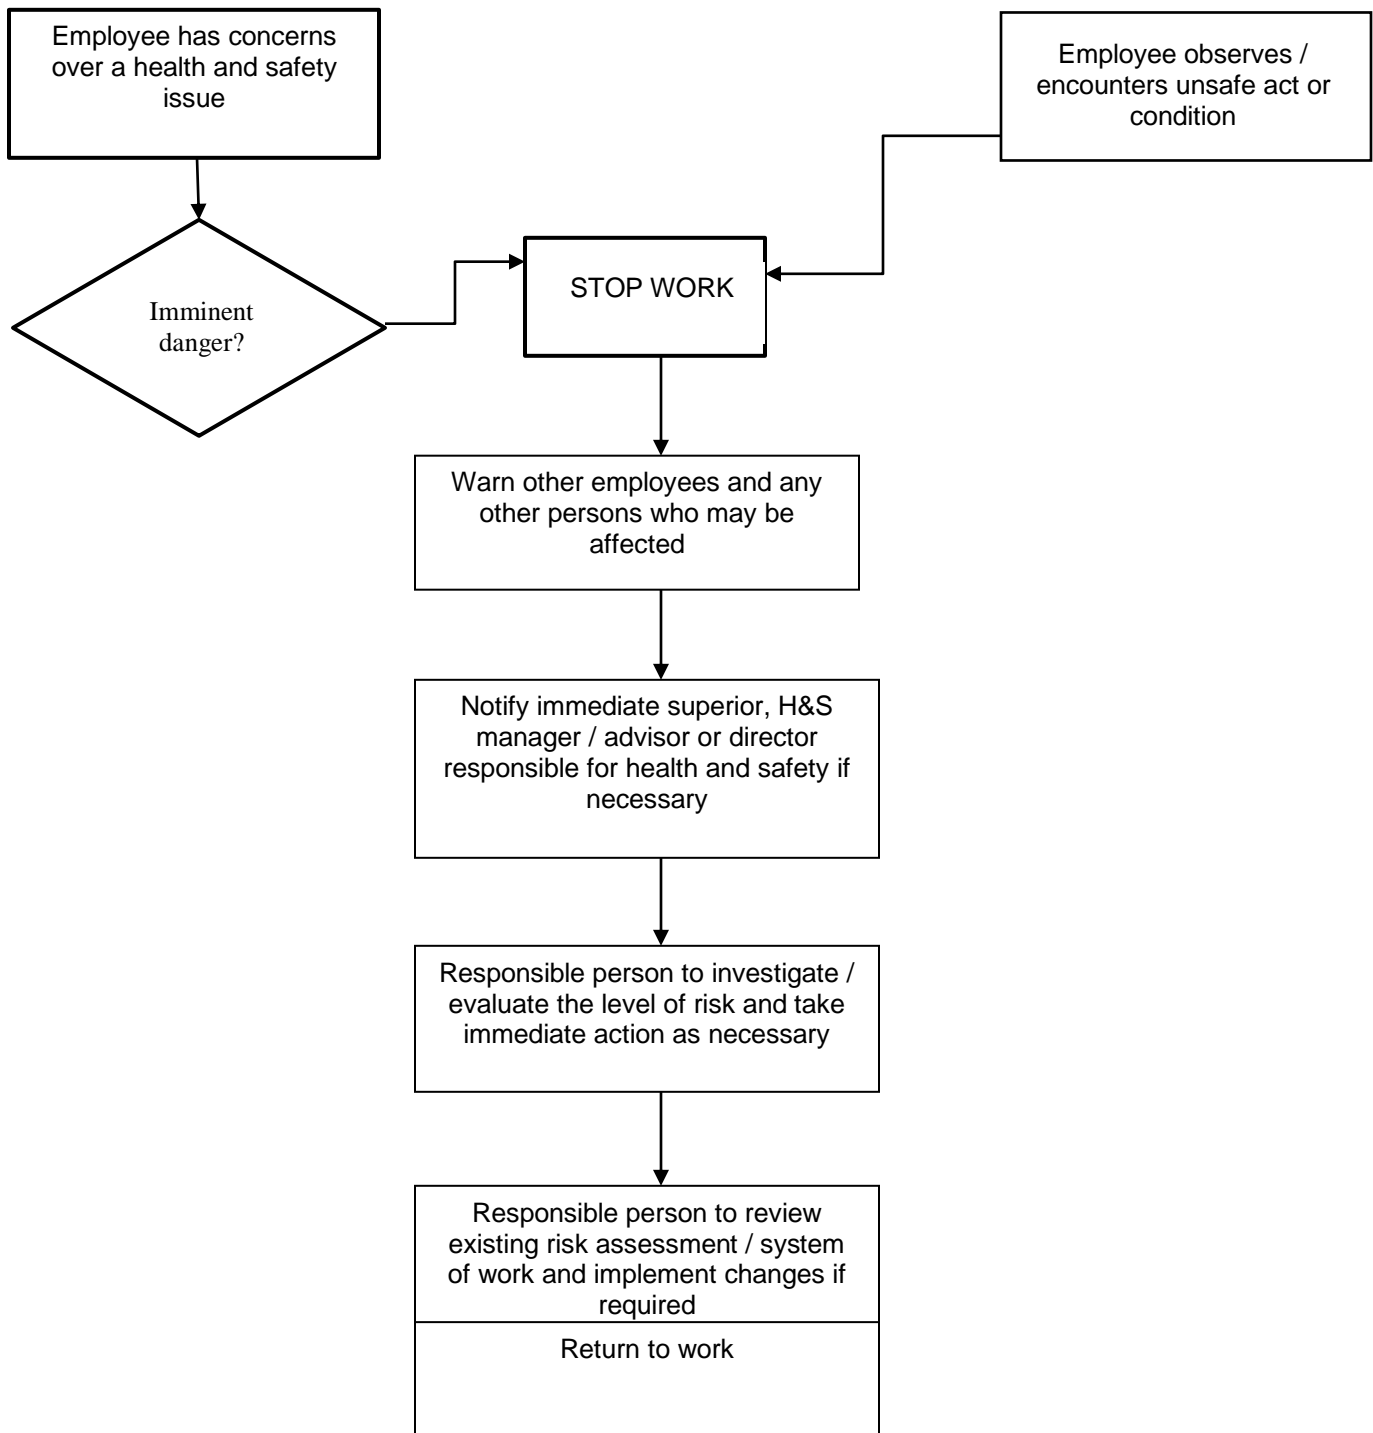 Employee has concerns
over a health and safety
issue
Employee observes /
encounters unsafe act or
condition
Imminent
danger?
STOP WORK
Warn other employees and any
other persons who may be
affected
Notify immediate superior, H&S
manager / advisor or director
responsible for health and safety if
necessary
Responsible person to investigate /
evaluate the level of risk and take
immediate action as necessary
Responsible person to review
existing risk assessment / system
of work and implement changes if
required
Return to work